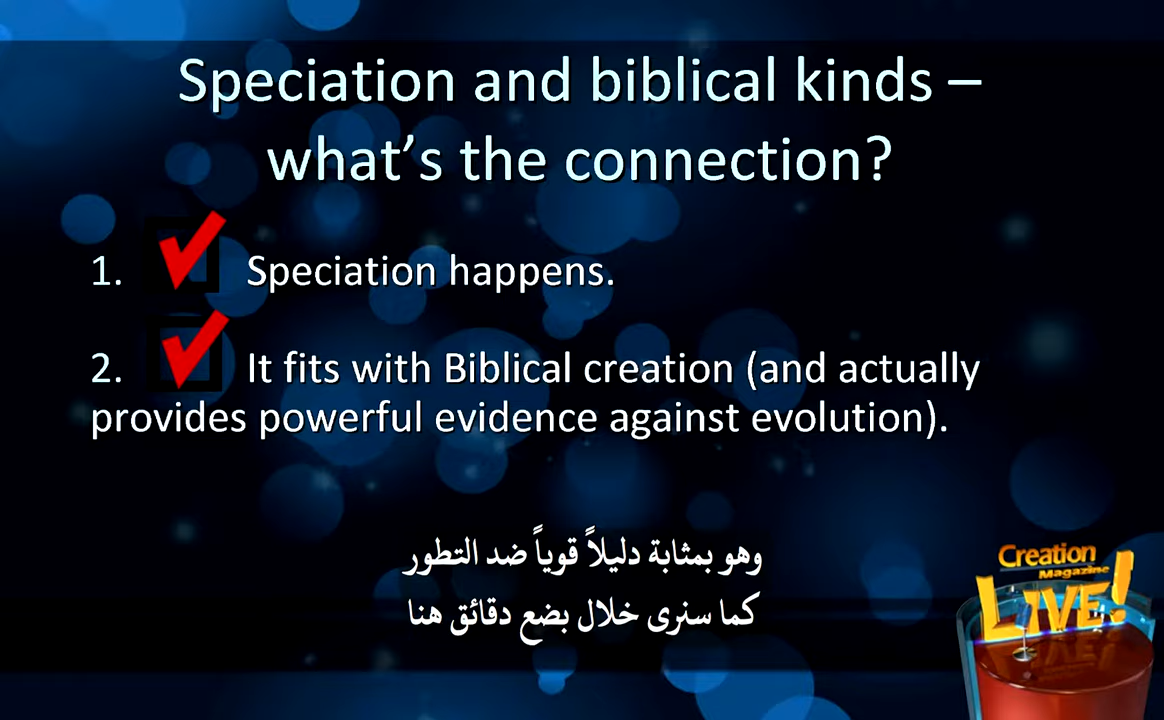 Speciation and biblical kinds –
what's the connection?
1. Speciation happens.
2. It fits with Biblical creation (and actually
provides powerful evidence against evolution).
وهو بمثابة دليلاً قوياً ضد التطور
كما سنرى خلال بضع دقائق هنا
Creation
Magazine
LIVE!